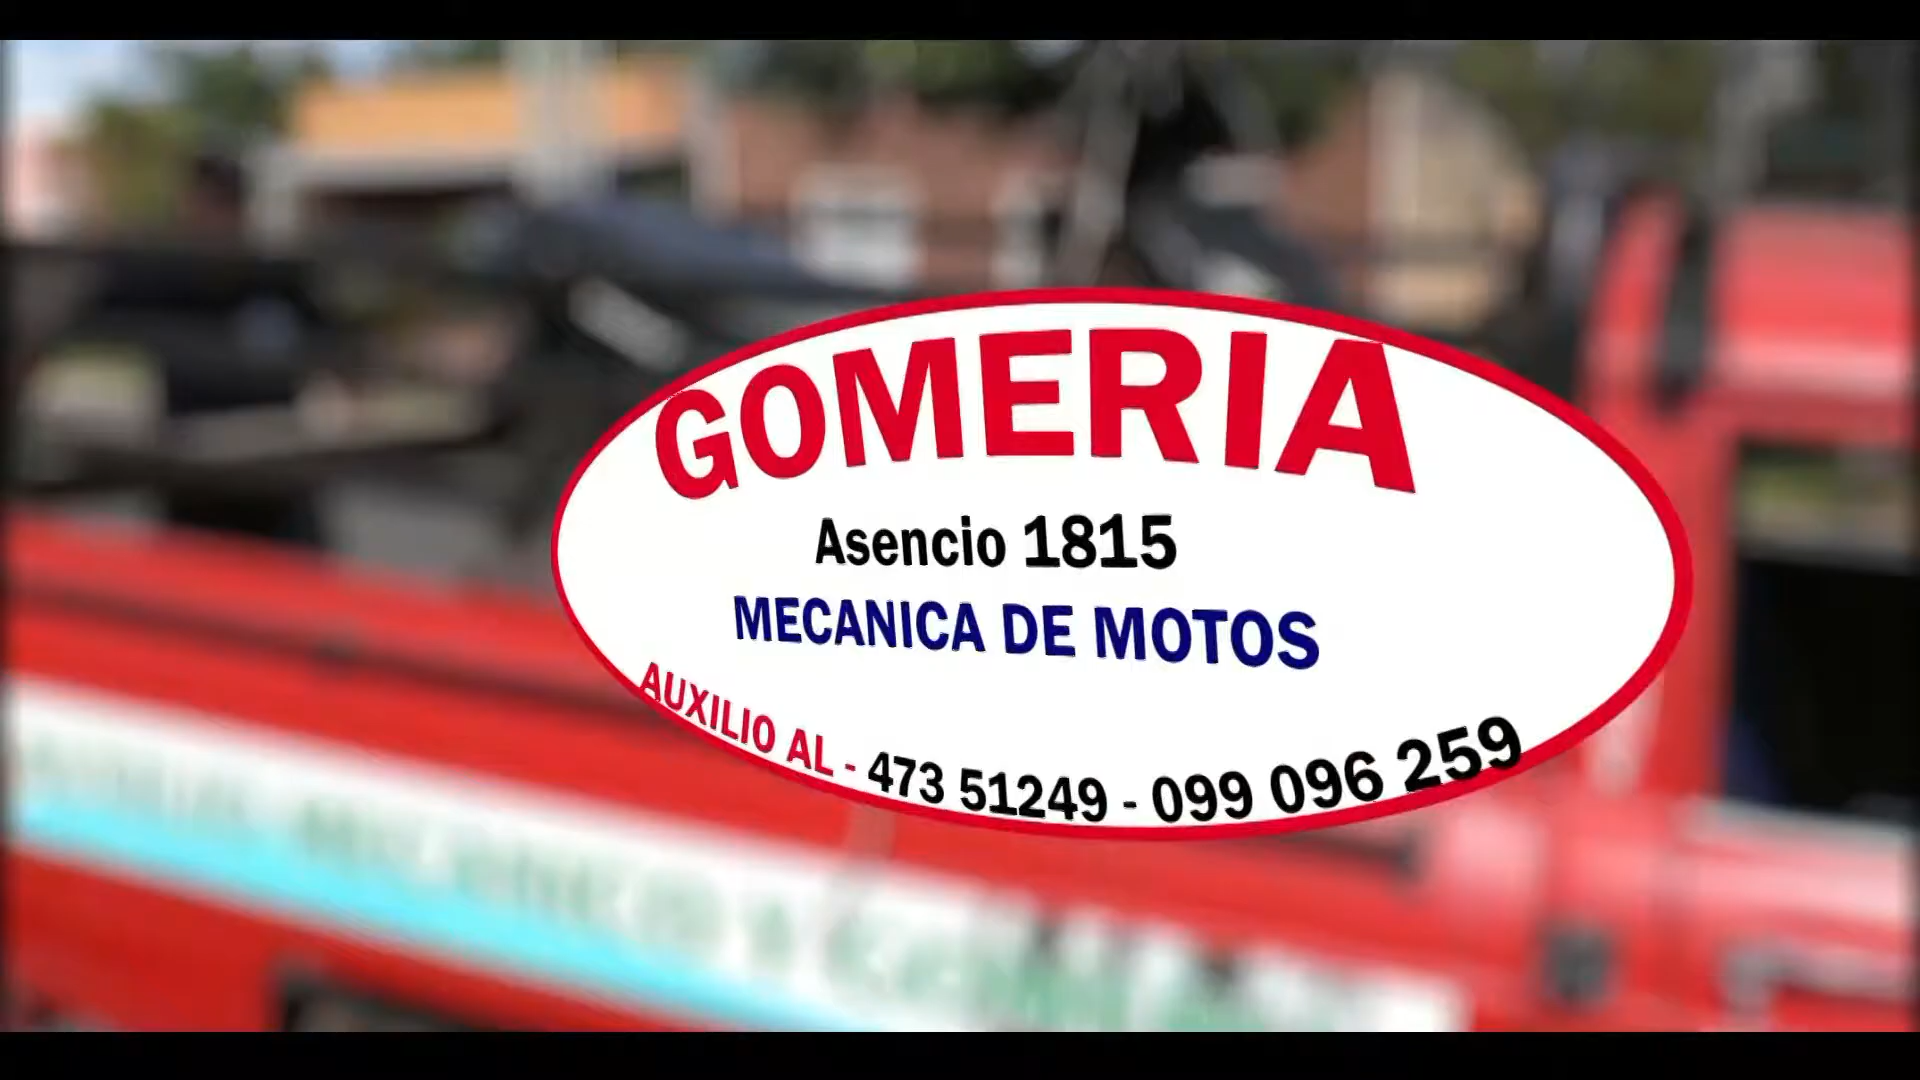 GOMERIA
Asencio 1815
MECANICA DE MOTOS
AUXILIO AL - 473 51249 - 099 096 259